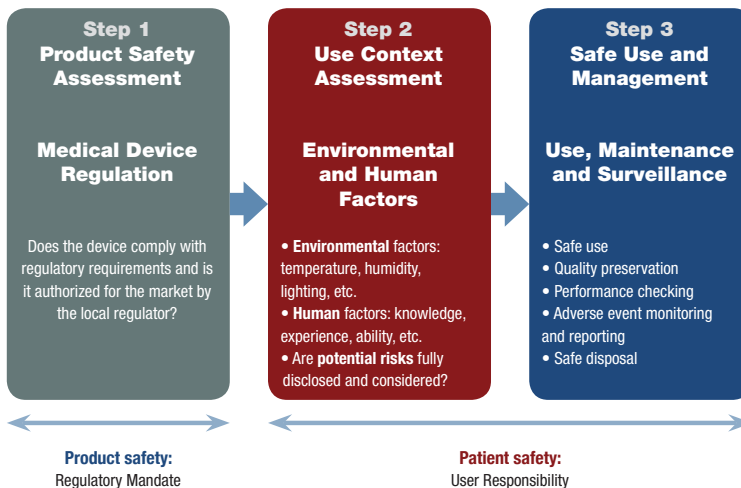 Step 1
Product Safety
Assessment
Medical Device
Regulation
Does the device comply with
regulatory requirements and is
it authorized for the market by
the local regulator?
Step 2
Use Context
Assessment
Environmental
and Human
Factors
• Environmental factors:
temperature, humidity,
lighting, etc.
• Human factors: knowledge,
experience, ability, etc.
• Are potential risks fully
disclosed and considered?
Step 3
Safe Use and
Management
Use, Maintenance
and Surveillance
• Safe use
• Quality preservation
• Performance checking
• Adverse event monitoring
and reporting
• Safe disposal
Product safety:
Regulatory Mandate
Patient safety:
User Responsibility